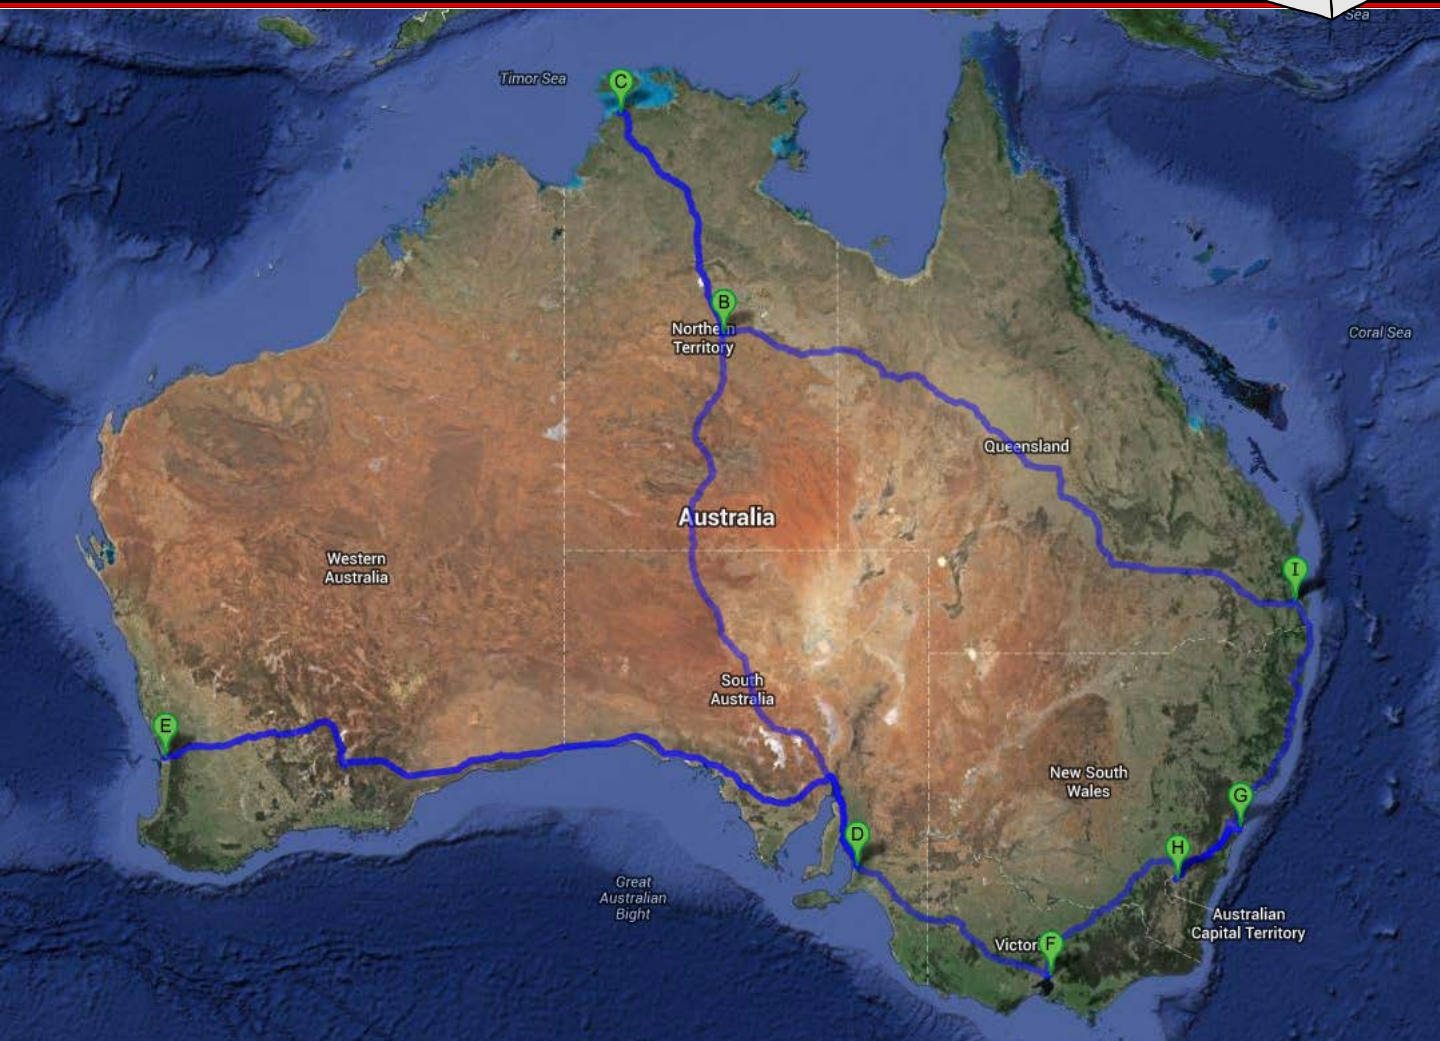 Sea
Timor Sea
C
B
Northern
Territory
Coral Sea
Queensland
Australia
Western
Australia
I
South
Australia
E
New South
Wales
G
D
H
Great
Australian
Bight
Australian
Capital Territory
Victor
F